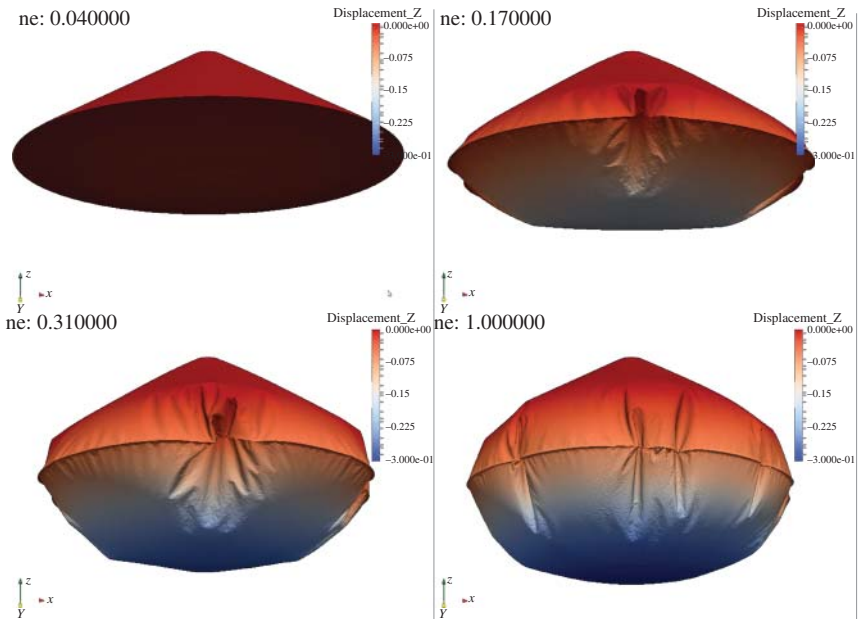 ne: 0.040000
Displacement_Z
0.000e+00
−0.075
−0.15
−0.225
00e-01
z
x
Y
ne: 0.170000
Displacement_Z
0.000e+00
−0.075
−0.15
−0.225
3.000e-01
z
x
Y
ne: 0.310000
Displacement_Z
0.000e+00
−0.075
−0.15
−0.225
−3.000e-01
z
x
Y
ne: 1.000000
Displacement_Z
0.000e+00
−0.075
−0.15
−0.225
−3.000e-01
z
x
Y